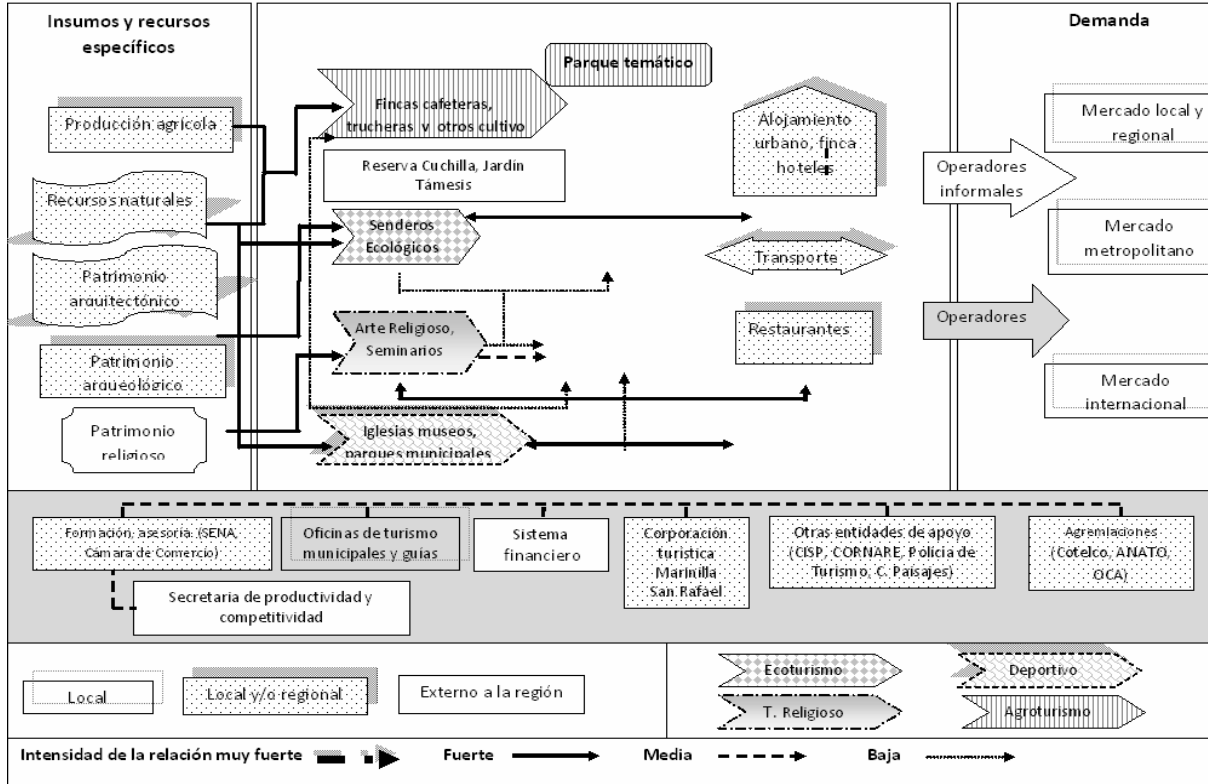 Insumos y recursos
específicos
Producción agrícola
Recursos naturales
Patrimonio
arquitectónico
Patrimonio
arqueológico
Patrimonio
religioso
Parque temático
Fincas cafeteras,
trucheras y otros cultivo
Reserva Cuchilla, Jardín
Támesis
Senderos
Ecológicos
Arte Religioso,
Seminarios
Iglesias museos,
parques municipales
Alojamiento
urbano, finca
hoteles
Transporte
Restaurantes
Operadores
informales
Operadores
Demanda
Mercado local y
regional
Mercado
metropolitano
Mercado
internacional
Formación, asesoría (SENA,
Cámara de Comercio)
Oficinas de turismo
municipales y guías
Sistema
financiero
Corporación
turística
Marinilla
San Rafael
Otras entidades de apoyo
(CISP, CORNARE, Policía de
Turismo, C. Paisajes)
Agremiaciones
(Cotelco, ANATO,
OCA)
Secretaria de productividad y
competitividad
Local
Local y/o regional
Externo a la región
Ecoturismo
Deportivo
T. Religioso
Agroturismo
Intensidad de la relación muy fuerte
Fuerte
Media
Baja